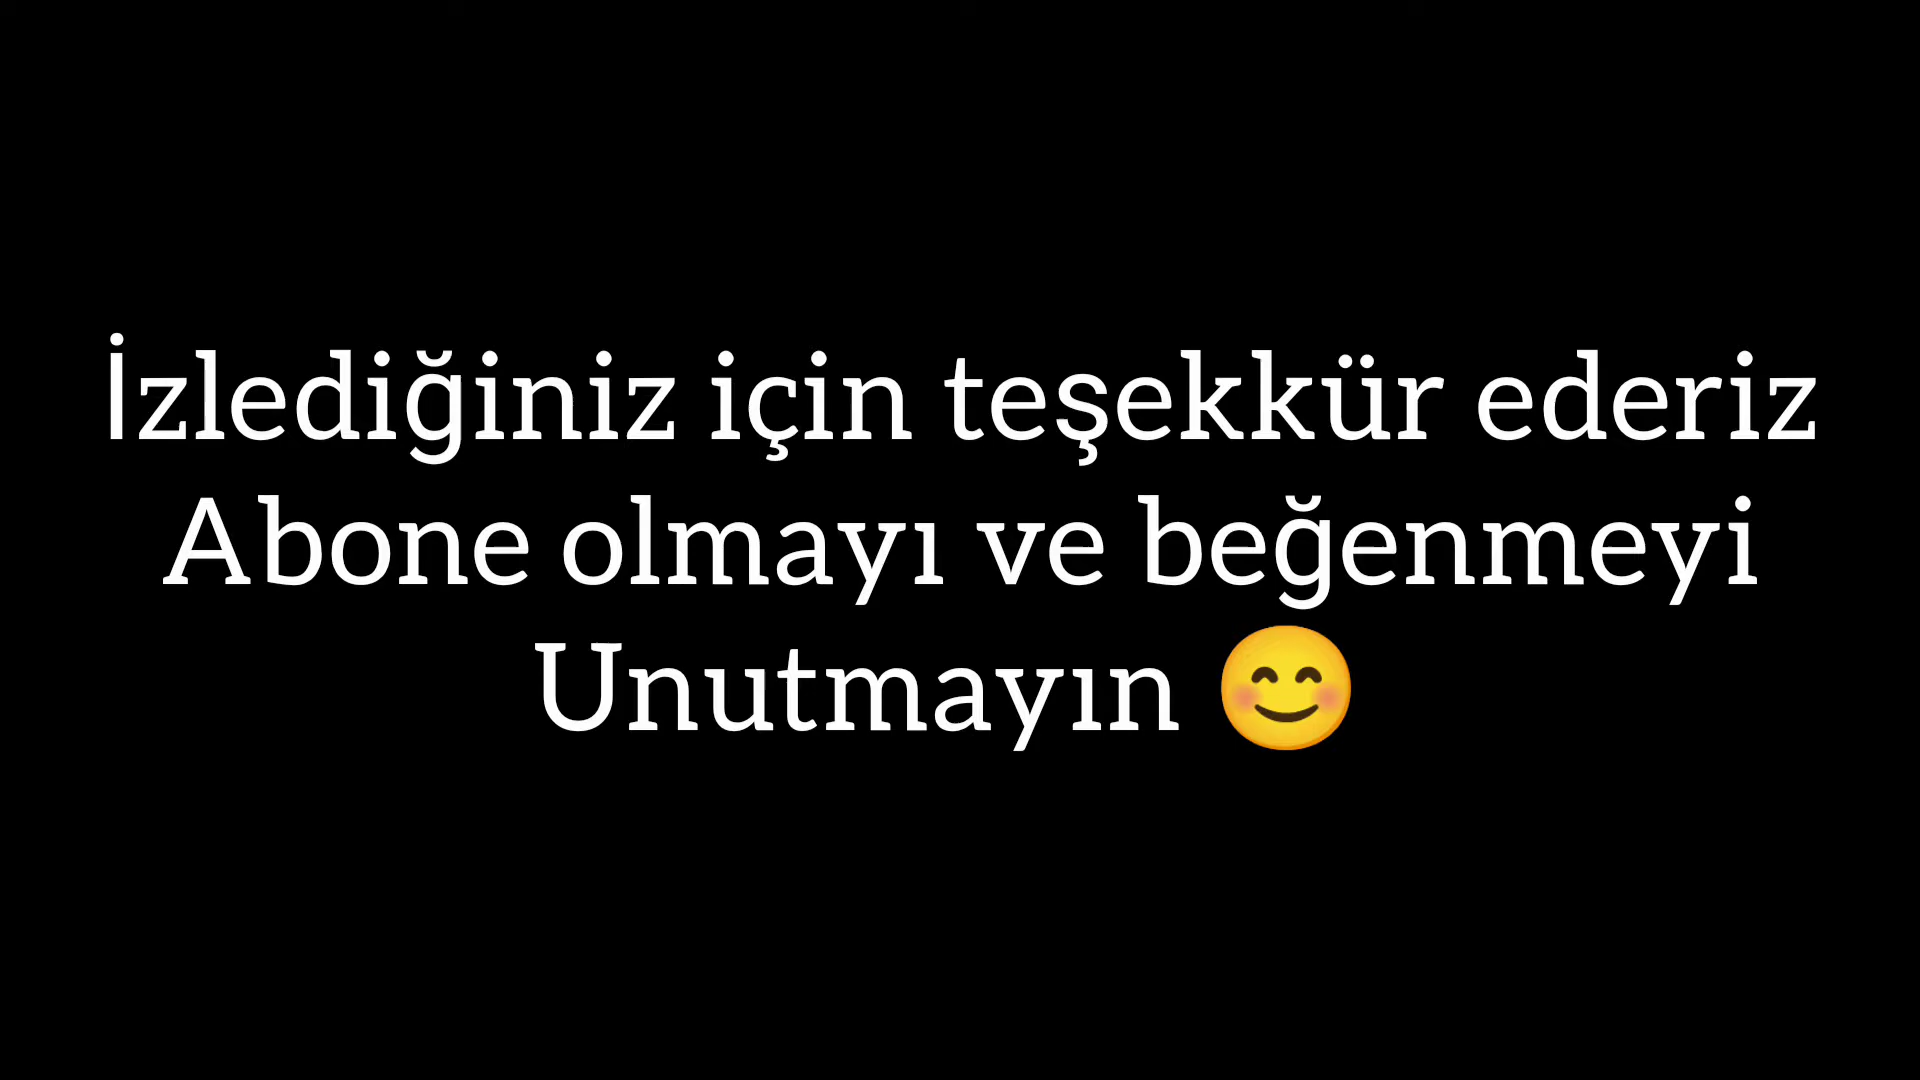 İzlediğiniz için teşekkür ederiz
Abone olmayı ve beğenmeyi
Unutmayın 😊